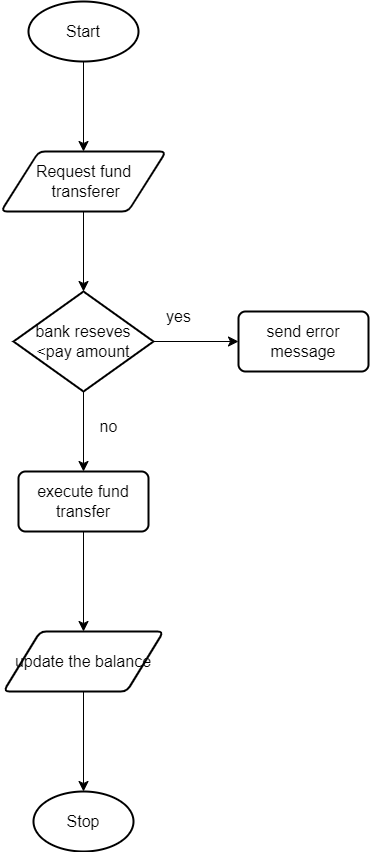 Start
Request fund
transferer
bank reseves
<pay amount
yes
send error
message
no
execute fund
transfer
update the balance
Stop